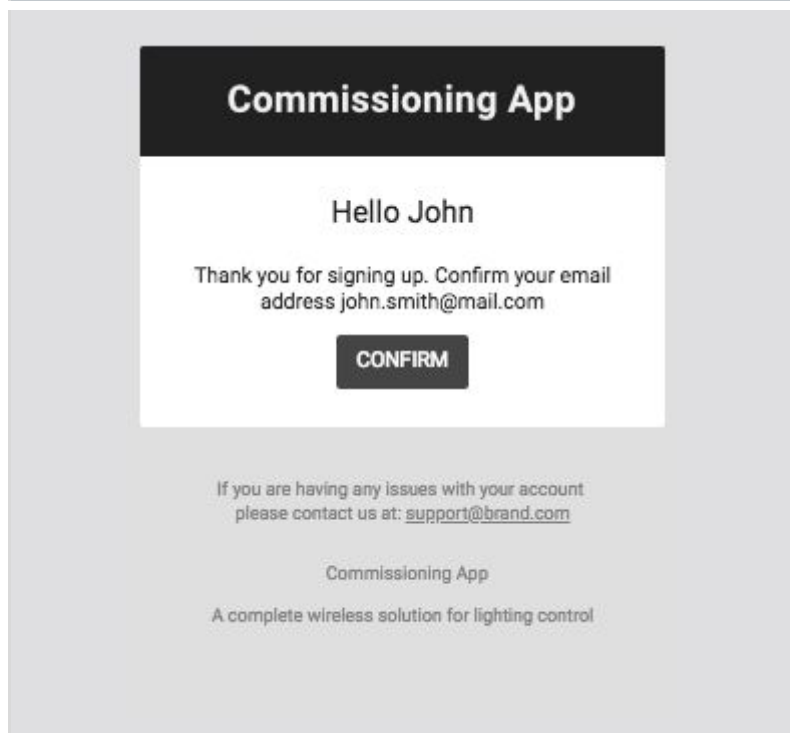 Commissioning App
Hello John
Thank you for signing up. Confirm your email
address john.smith@mail.com
CONFIRM
If you are having any issues with your account
please contact us at: support@brand.com
Commissioning App
A complete wireless solution for lighting control